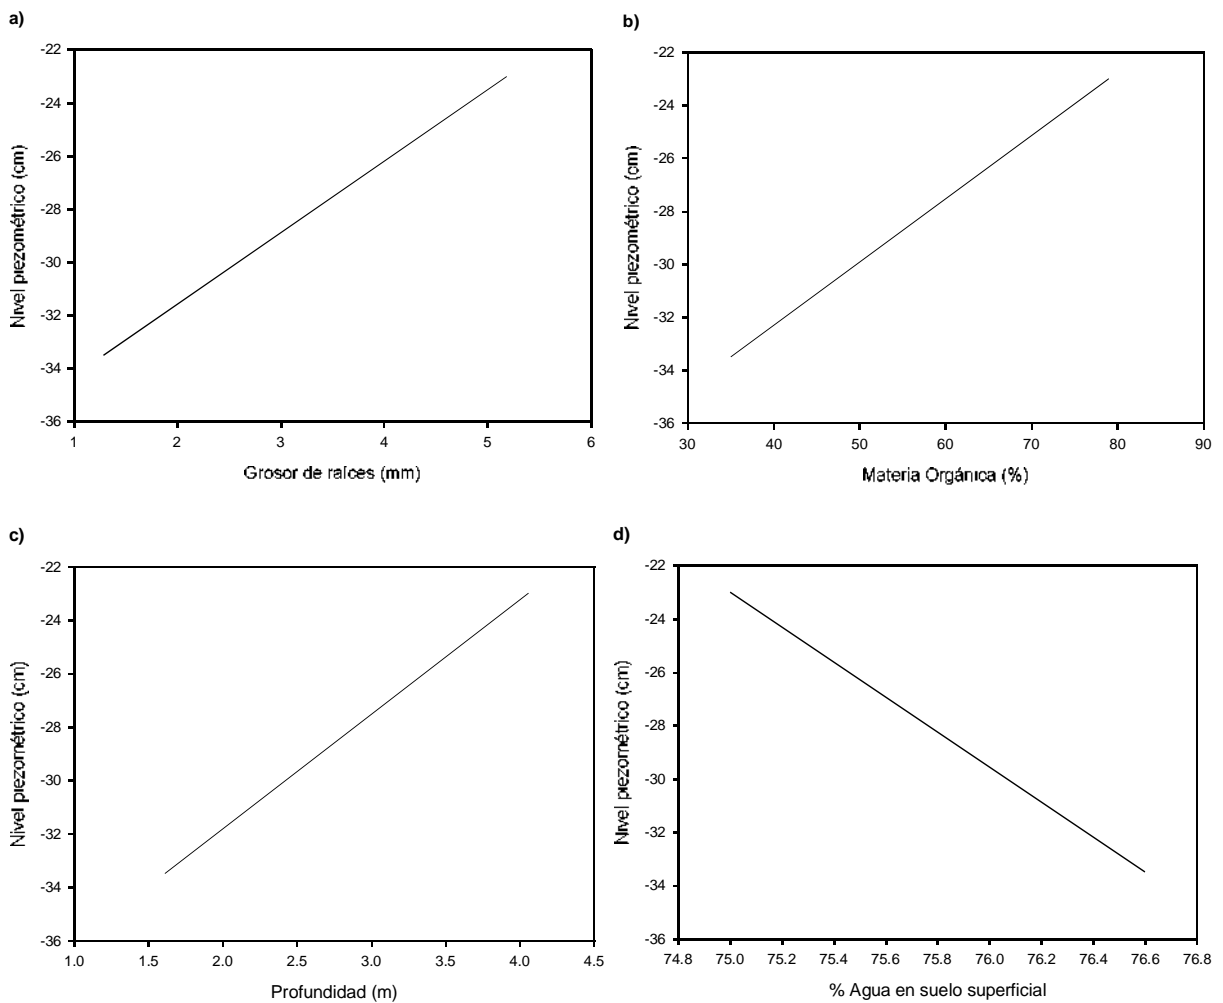 a)
-22
-24
-26
-28
-30
-32
-34
-36
1 2 3 4 5 6
Nivel piezométrico (cm)
Grosor de raíces (mm)
b)
-22
-24
-26
-28
-30
-32
-34
-36
30 40 50 60 70 80 90
Nivel piezométrico (cm)
Materia Orgánica (%)
c)
-22
-24
-26
-28
-30
-32
-34
-36
1.0 1.5 2.0 2.5 3.0 3.5 4.0 4.5
Nivel piezométrico (cm)
Profundidad (m)
d)
-22
-24
-26
-28
-30
-32
-34
-36
74.8 75.0 75.2 75.4 75.6 75.8 76.0 76.2 76.4 76.6 76.8
Nivel piezométrico (cm)
% Agua en suelo superficial